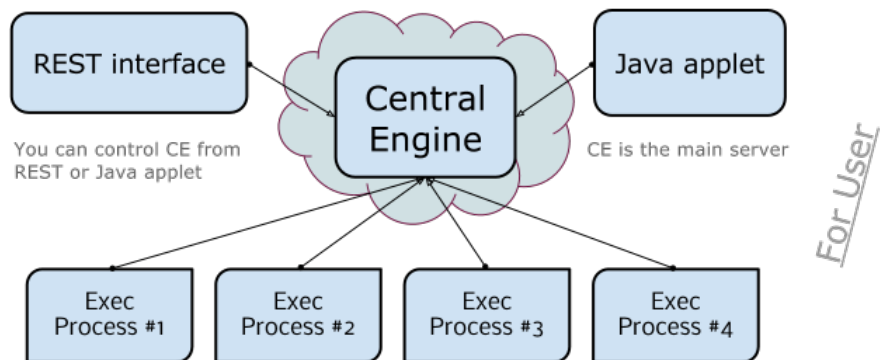 REST interface
Central
Engine
Java applet
You can control CE from
REST or Java applet
CE is the main server
For User
Exec
Process #1
Exec
Process #2
Exec
Process #3
Exec
Process #4